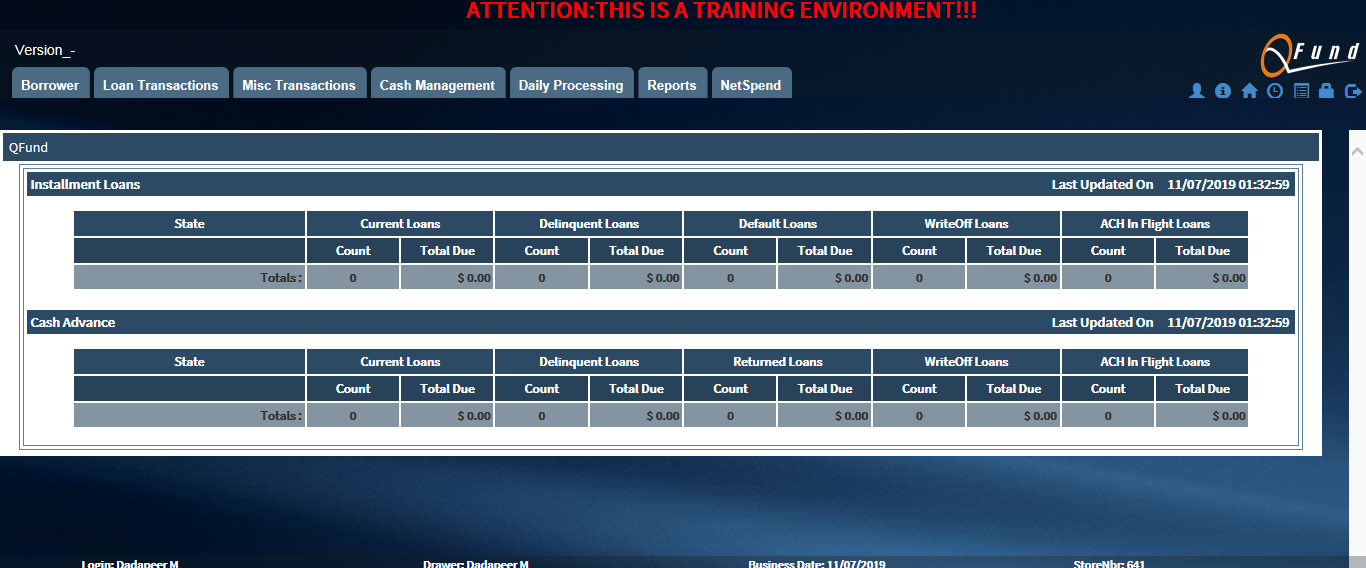 ATTENTION:THIS IS A TRAINING ENVIRONMENT!!!
Version_-
QFund
Borrower Loan Transactions Misc Transactions Cash Management Daily Processing Reports NetSpend
QFund
Installment Loans Last Updated On 11/07/2019 01:32:59
State Current Loans Delinquent Loans Default Loans WriteOff Loans ACH In Flight Loans
Count Total Due Count Total Due Count Total Due Count Total Due Count Total Due
Totals : 0 $ 0.00 0 $ 0.00 0 $ 0.00 0 $ 0.00 0 $ 0.00
Cash Advance Last Updated On 11/07/2019 01:32:59
State Current Loans Delinquent Loans Returned Loans WriteOff Loans ACH In Flight Loans
Count Total Due Count Total Due Count Total Due Count Total Due Count Total Due
Totals : 0 $ 0.00 0 $ 0.00 0 $ 0.00 0 $ 0.00 0 $ 0.00
Login: Dadapeer M Drawer: Dadapeer M Business Date: 11/07/2019 StoreNbr: 641